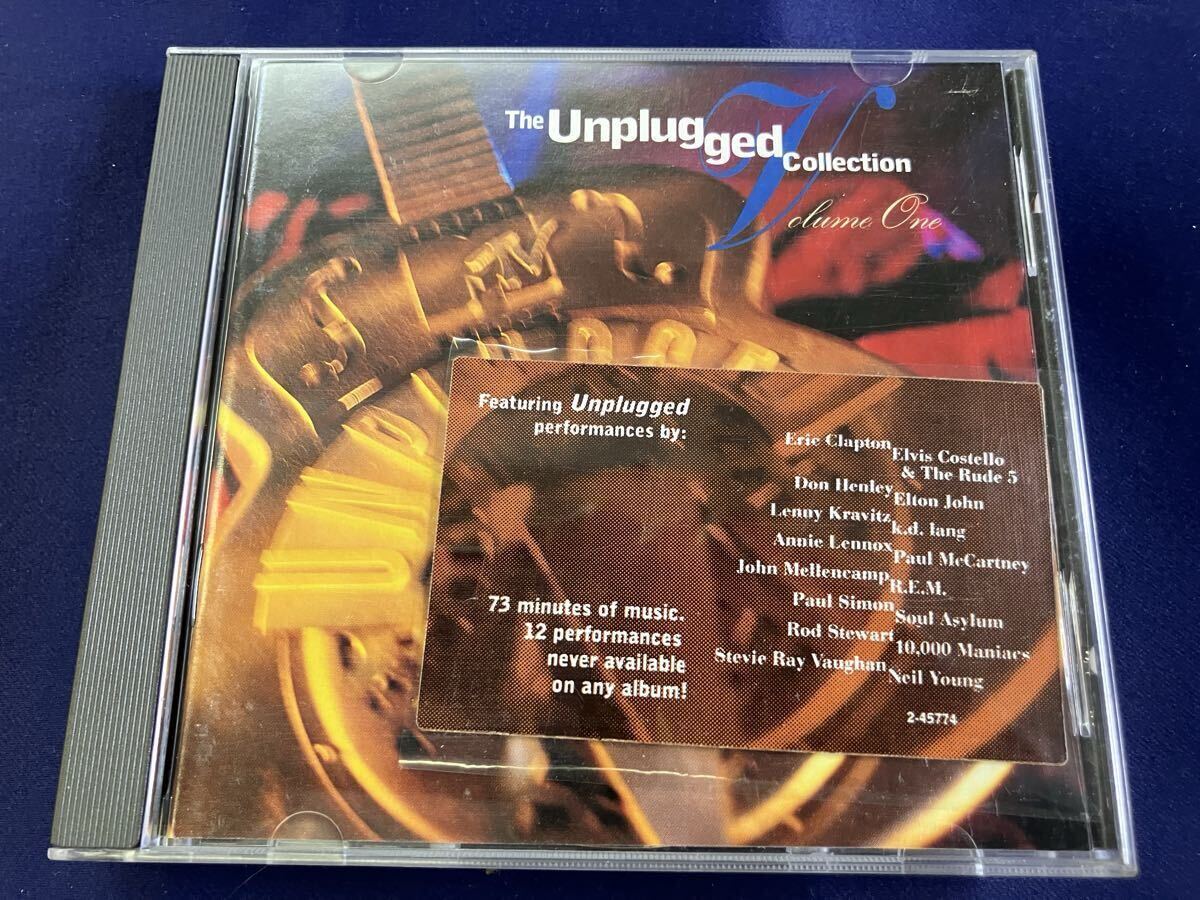 The Unplugged Collection
Volume One
UNPL
Featuring Unplugged
performances by:
Eric Clapton
Elvis Costello
& The Rude 5
Don Henley
Elton John
Lenny Kravitz
k.d. lang
Annie Lennox
Paul McCartney
John Mellencamp
R.E.M.
Paul Simon
Soul Asylum
Rod Stewart
10,000 Maniacs
Stevie Ray Vaughan
Neil Young
73 minutes of music.
12 performances
never available
on any album!
2-45774